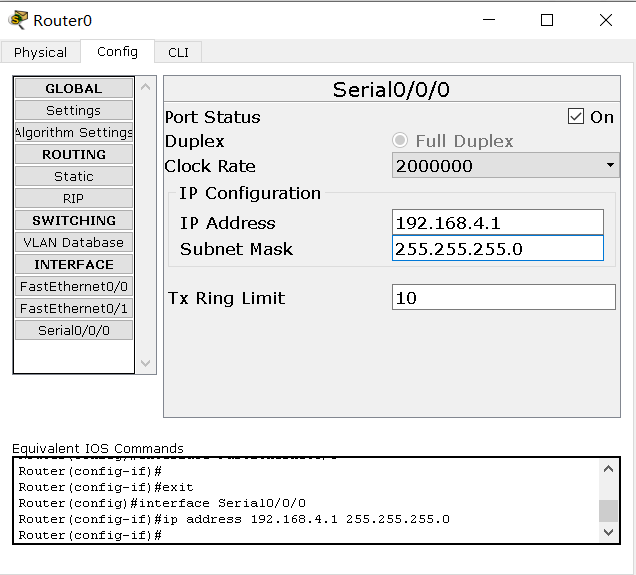 Router0
Physical
Config
CLI
GLOBAL
Settings
Algorithm Settings
ROUTING
Static
RIP
SWITCHING
VLAN Database
INTERFACE
FastEthernet0/0
FastEthernet0/1
Serial0/0/0
Serial0/0/0
Port Status
On
Duplex
Full Duplex
Clock Rate
2000000
IP Configuration
IP Address
192.168.4.1
Subnet Mask
255.255.255.0
Tx Ring Limit
10
Equivalent IOS Commands
Router(config-if)#
Router(config-if)#exit
Router(config)#interface Serial0/0/0
Router(config-if)#ip address 192.168.4.1 255.255.255.0
Router(config-if)#